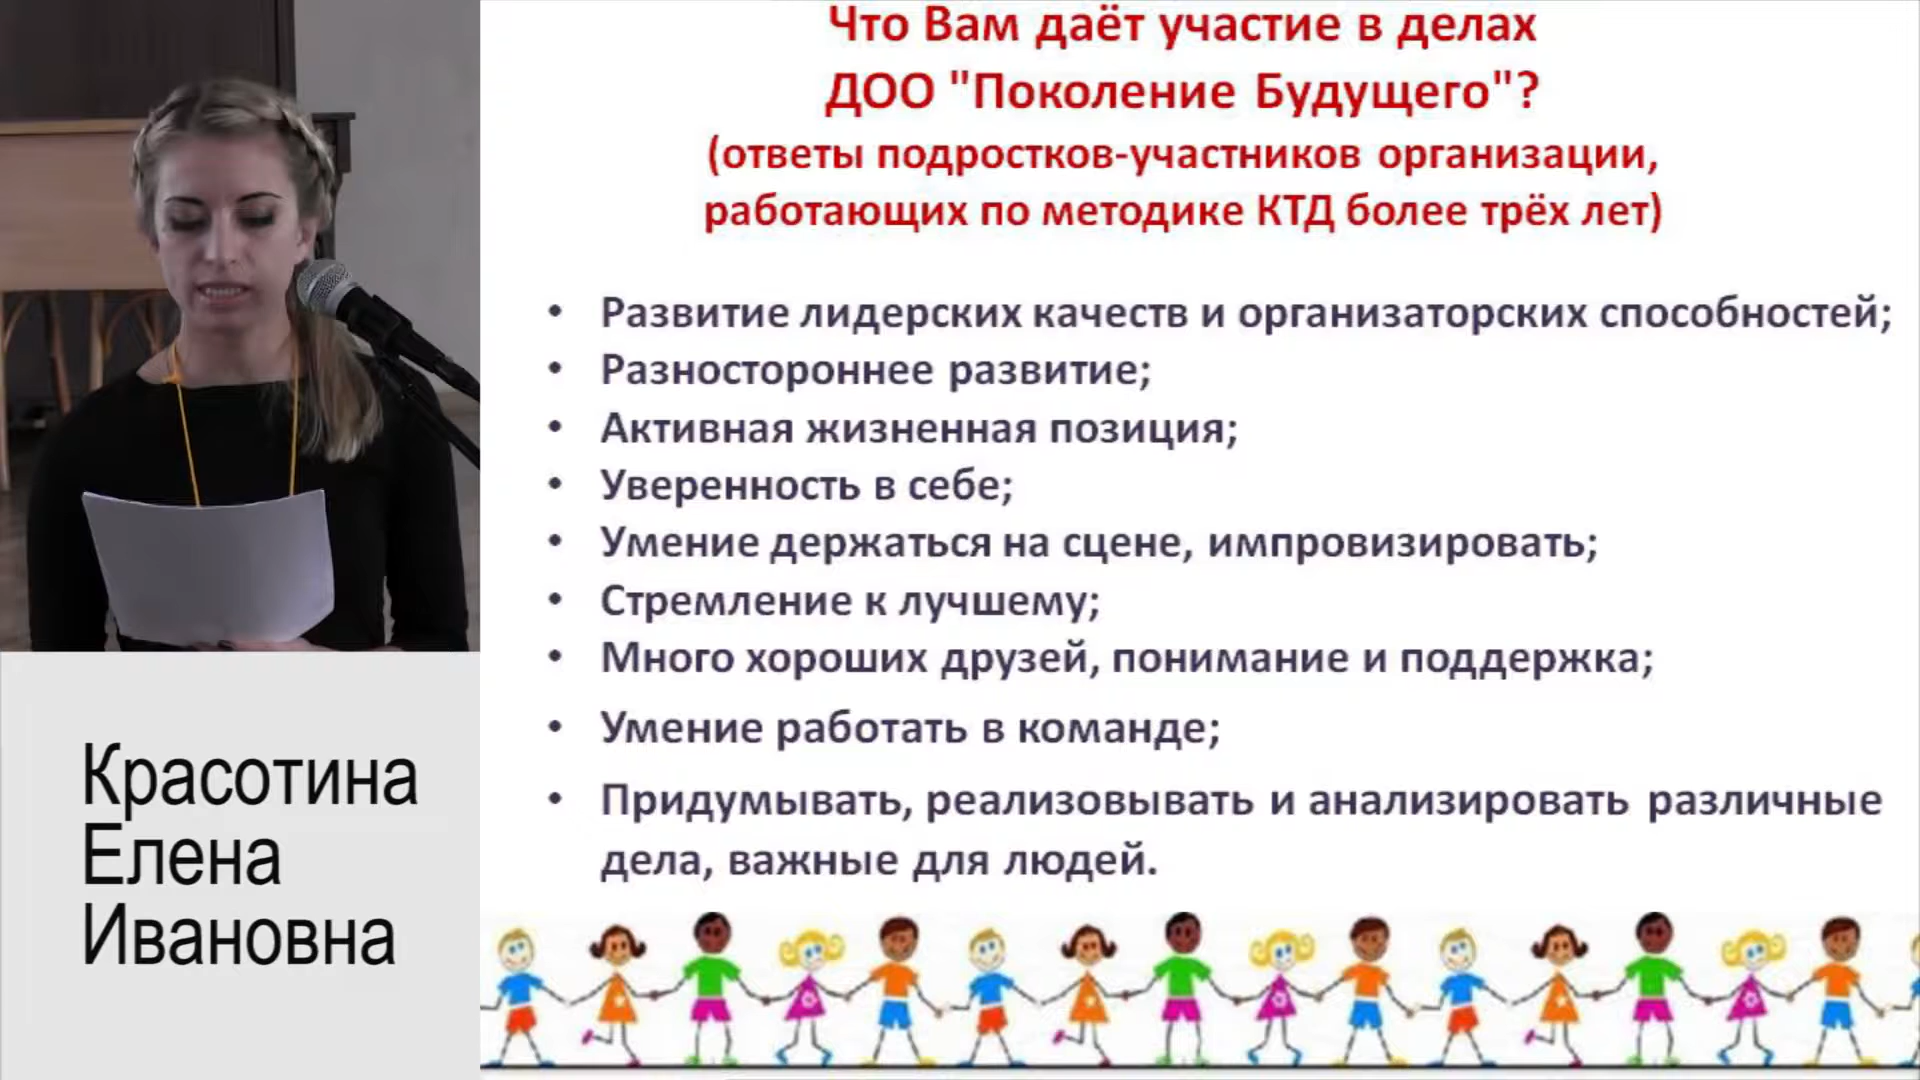 Что Вам даёт участие в делах
ДОО "Поколение Будущего"?
(ответы подростков-участников организации,
работающих по методике КТД более трёх лет)
• Развитие лидерских качеств и организаторских способностей;
• Разностороннее развитие;
• Активная жизненная позиция;
• Уверенность в себе;
• Умение держаться на сцене, импровизировать;
• Стремление к лучшему;
• Много хороших друзей, понимание и поддержка;
• Умение работать в команде;
• Придумывать, реализовывать и анализировать различные
дела, важные для людей.
Красотина
Елена
Ивановна